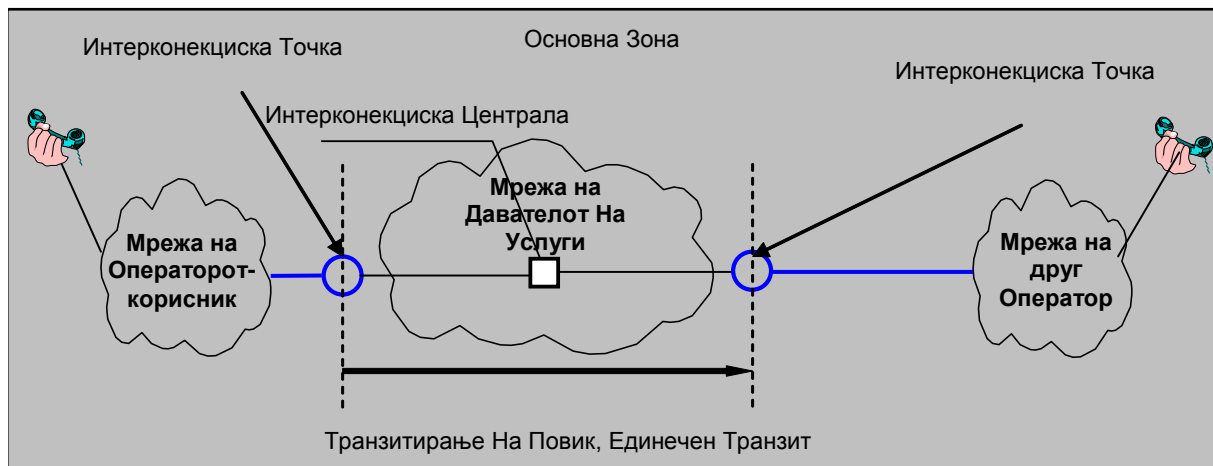 Основна Зона
Интерконекциска Точка
Интерконекциска Точка
Интерконекциска Централа
Мрежа на
Давателот На
Услуги
Мрежа на
Операторот-
корисник
Мрежа на
друг
Оператор
Транзитирање На Повик, Единечен Транзит